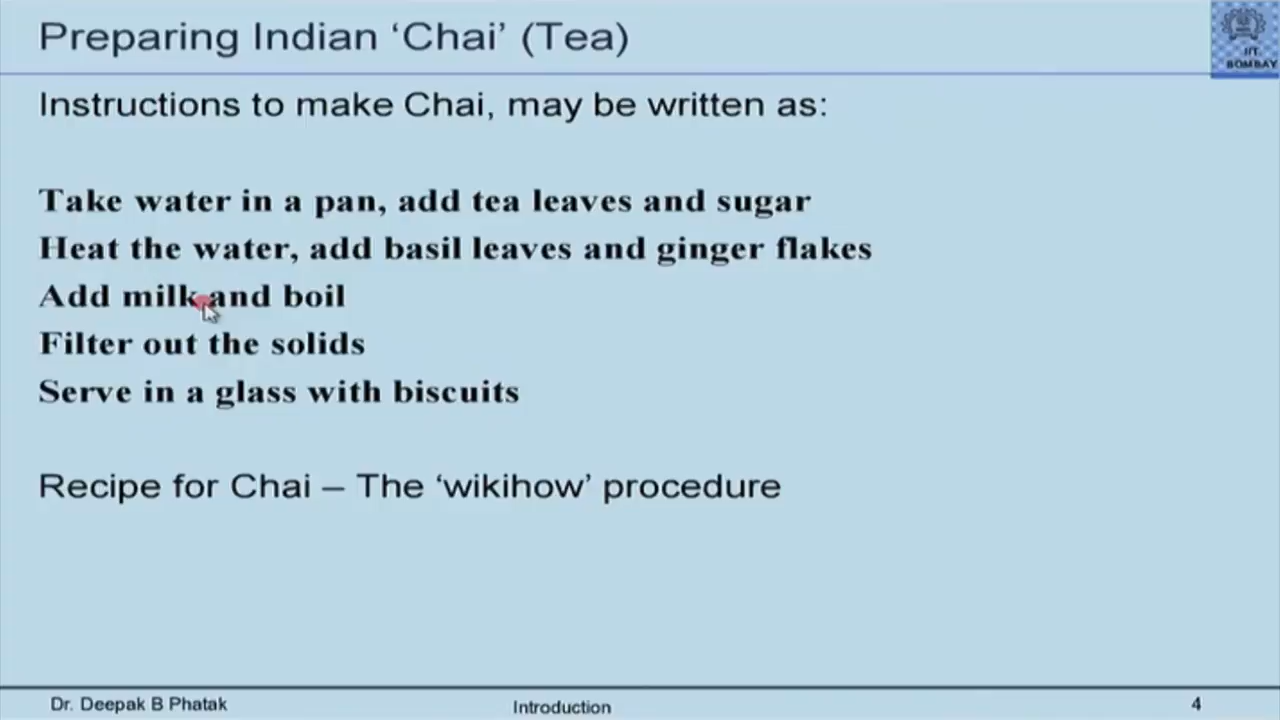 Preparing Indian ‘Chai’ (Tea)
IIT BOMBAY
Instructions to make Chai, may be written as:
Take water in a pan, add tea leaves and sugar
Heat the water, add basil leaves and ginger flakes
Add milk and boil
Filter out the solids
Serve in a glass with biscuits
Recipe for Chai – The ‘wikihow’ procedure
Dr. Deepak B Phatak
Introduction
4